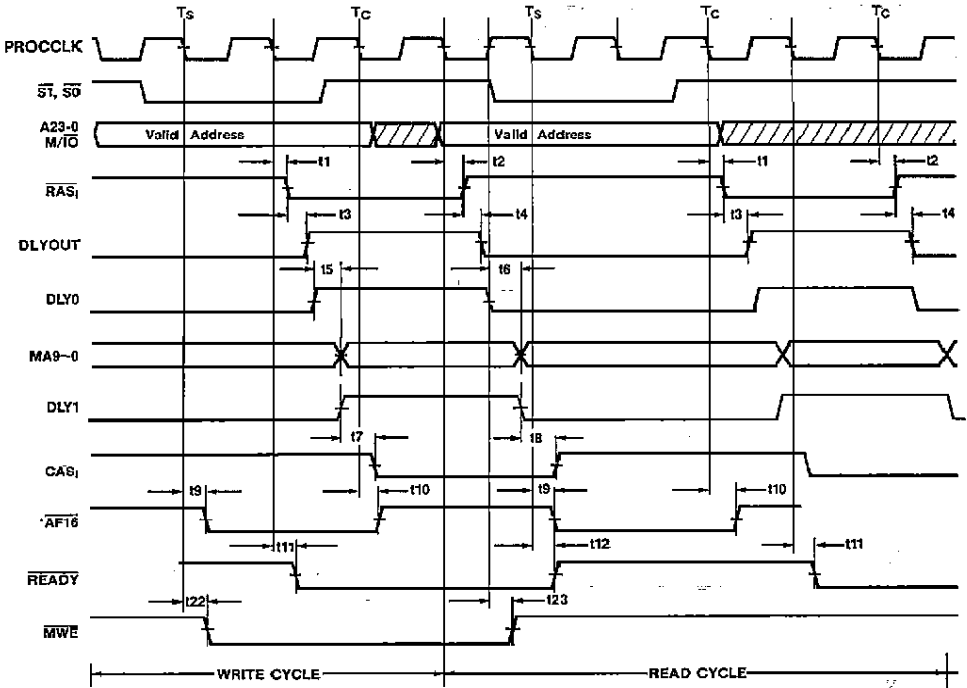 TS TC TS TC TC
PROCCLK
S1, S0
A23-0
M/IO
Valid Address Valid Address
t1 t2 t1 t2
RASi
t3 t4 t3 t4
DLYOUT
t5 t6
DLY0
MA9~0
DLY1
t7 t8
CASi
t9 t10 t9 t10
AF16
t11 t12 t11
READY
t22 t23
MWE
WRITE CYCLE READ CYCLE